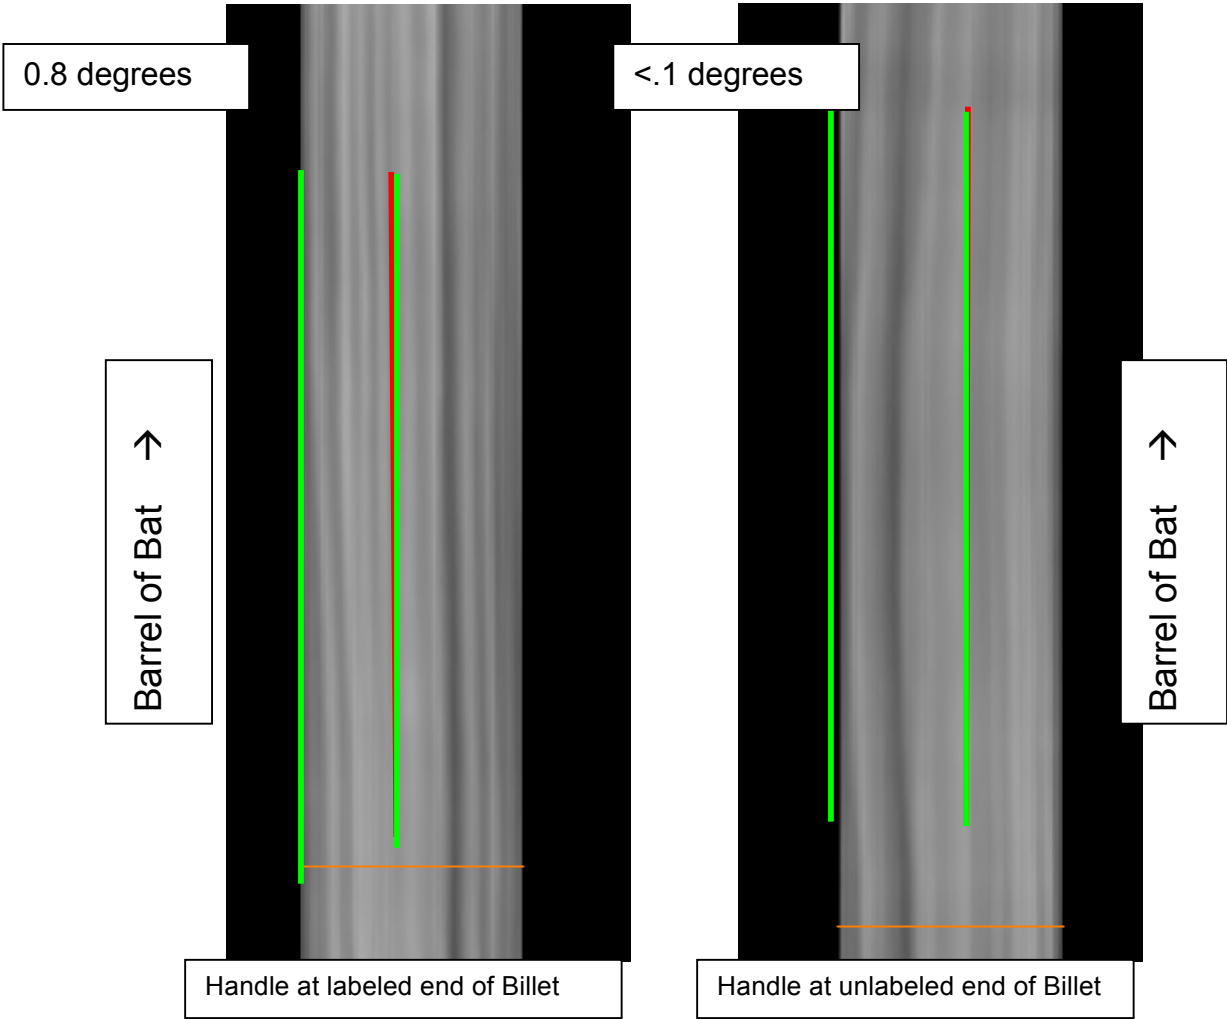 0.8 degrees
<.1 degrees
Barrel of Bat →
Barrel of Bat →
Handle at labeled end of Billet
Handle at unlabeled end of Billet